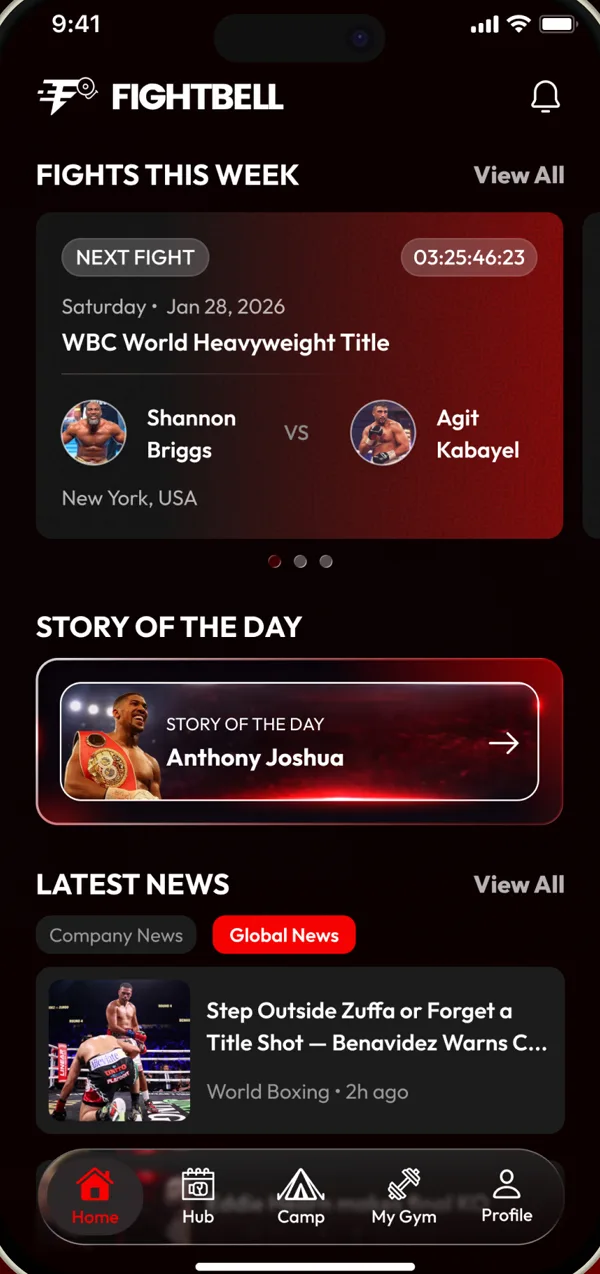 9:41
FIGHTBELL
FIGHTS THIS WEEK
View All
NEXT FIGHT
03:25:46:23
Saturday • Jan 28, 2026
WBC World Heavyweight Title
Shannon
Briggs
VS
Agit
Kabayel
New York, USA
STORY OF THE DAY
STORY OF THE DAY
Anthony Joshua
LATEST NEWS
View All
Company News
Global News
Step Outside Zuffa or Forget a
Title Shot — Benavidez Warns C...
World Boxing • 2h ago
Home
Hub
Camp
My Gym
Profile